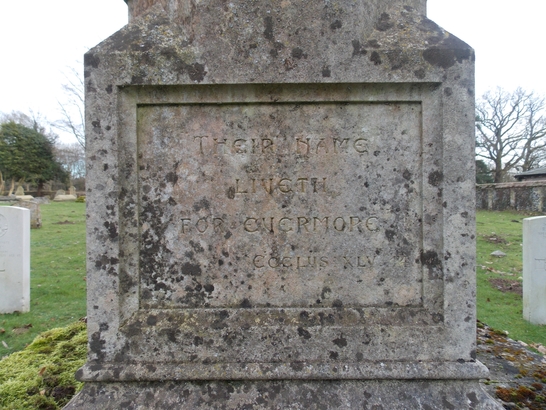 THEIR NAME
LIVETH
FOR EVERMORE
ECCLUS XLIV